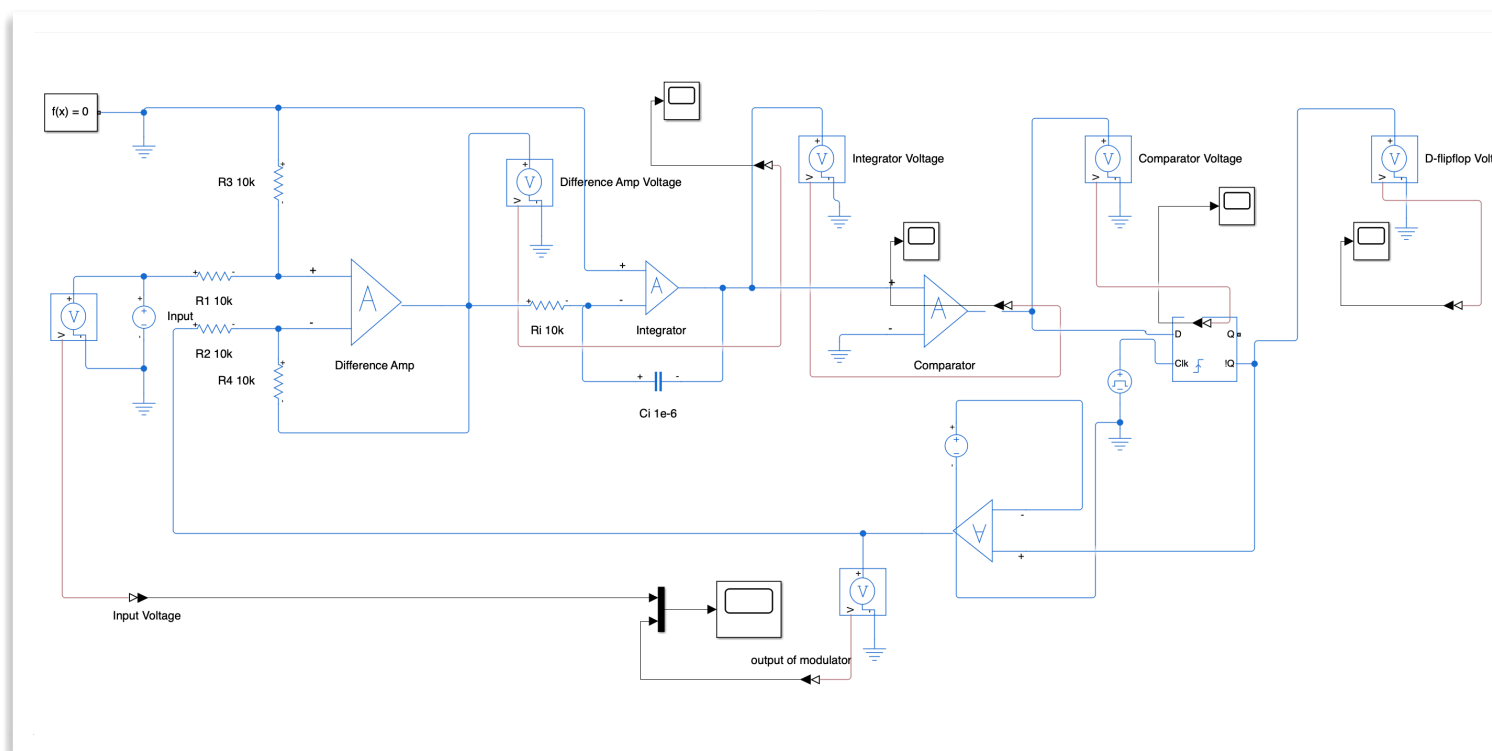 f(x) = 0
R3 10k
Difference Amp Voltage
Integrator Voltage
Comparator Voltage
D-flipflop Volt
R1 10k
Input
R2 10k
R4 10k
Difference Amp
Ri 10k
Integrator
Ci 1e-6
Comparator
D
Q
Clk
!Q
Input Voltage
output of modulator